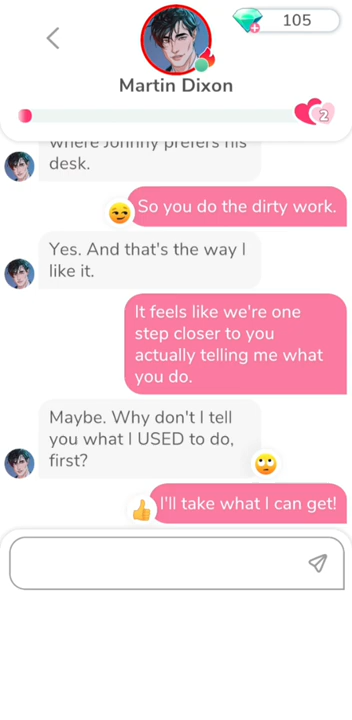 105
Martin Dixon
2
where Johnny prefers his
desk.
So you do the dirty work.
Yes. And that's the way I
like it.
It feels like we're one
step closer to you
actually telling me what
you do.
Maybe. Why don't I tell
you what I USED to do,
first?
I'll take what I can get!